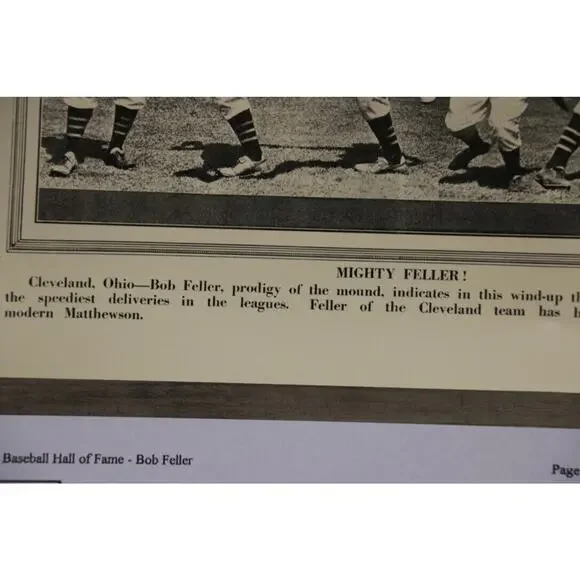 MIGHTY FELLER!
Cleveland, Ohio—Bob Feller, prodigy of the mound, indicates in this wind-up
the speediest deliveries in the leagues. Feller of the Cleveland team has
modern Matthewson.
Baseball Hall of Fame - Bob Feller
Page